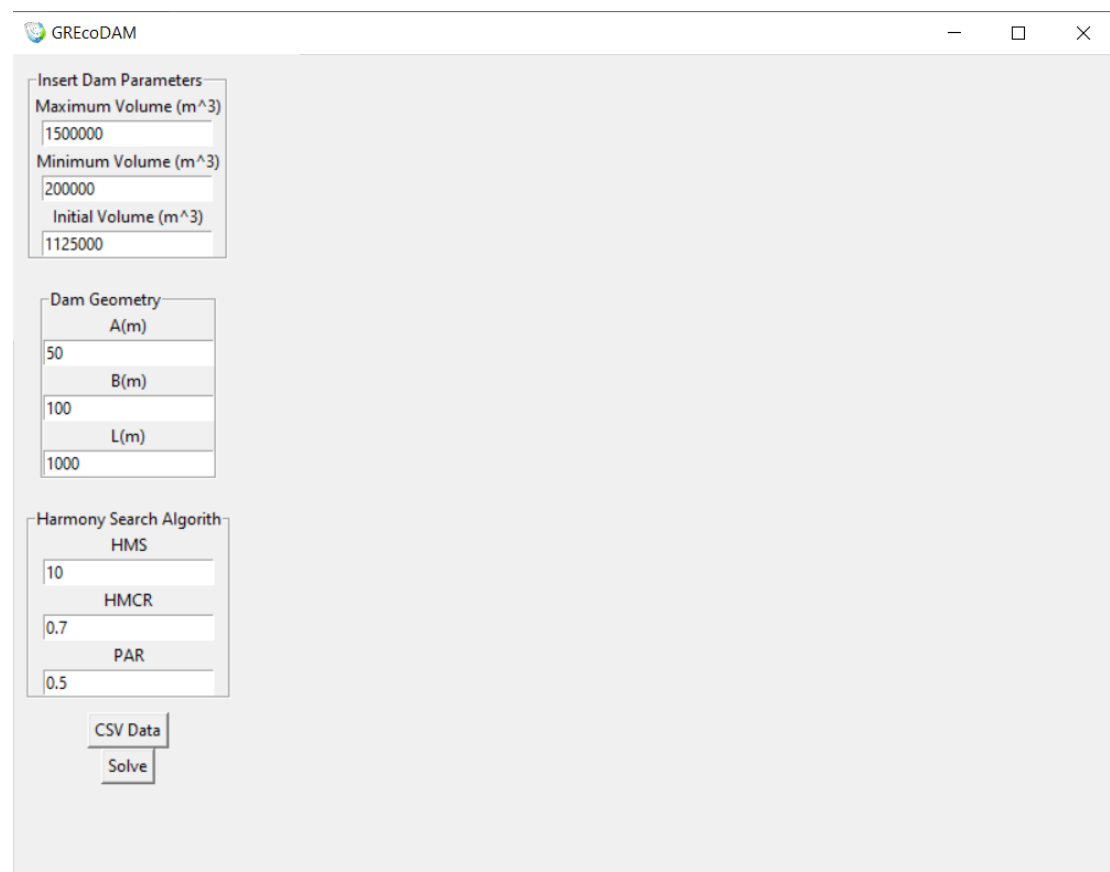 GREcoDAM
Insert Dam Parameters
Maximum Volume (m^3)
1500000
Minimum Volume (m^3)
200000
Initial Volume (m^3)
1125000
Dam Geometry
A(m)
50
B(m)
100
L(m)
1000
Harmony Search Algorith
HMS
10
HMCR
0.7
PAR
0.5
CSV Data
Solve